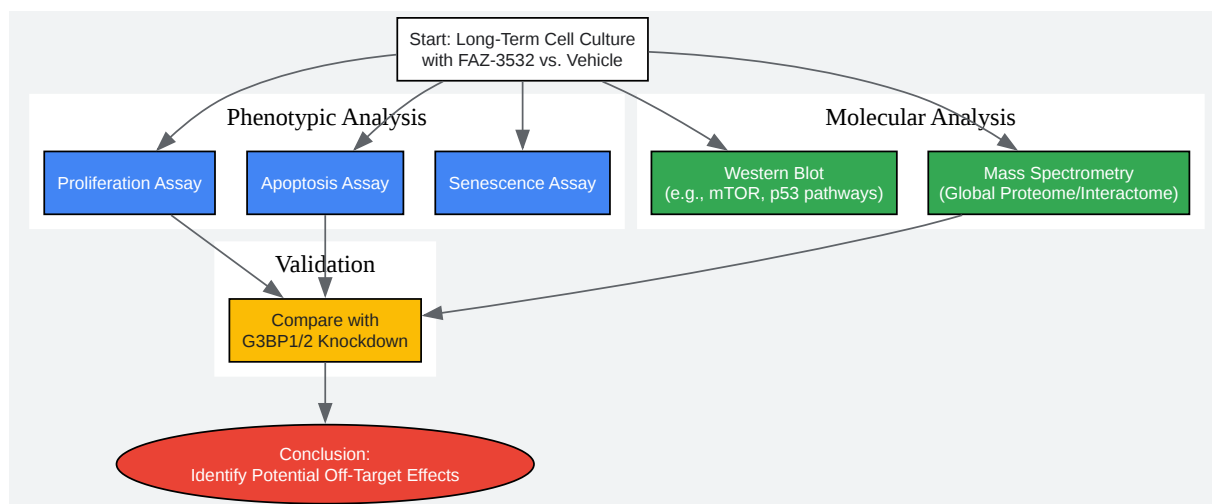 Start: Long-Term Cell Culture
with FAZ-3532 vs. Vehicle
Phenotypic Analysis
Molecular Analysis
Proliferation Assay
Apoptosis Assay
Senescence Assay
Western Blot
(e.g., mTOR, p53 pathways)
Mass Spectrometry
(Global Proteome/Interactome)
Validation
Compare with
G3BP1/2 Knockdown
Conclusion:
Identify Potential Off-Target Effects